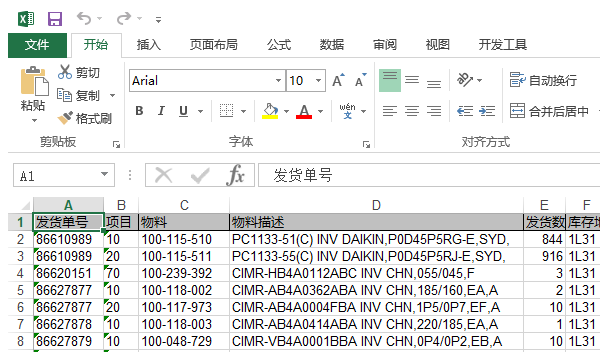 文件 开始 插入 页面布局 公式 数据 审阅 视图 开发工具
剪切
复制
格式刷
粘贴
Arial 10 A A
B I U A wén 文
自动换行
合并后居中
剪贴板 字体 对齐方式
A1 fx 发货单号
A B C D E F
1 发货单号 项目 物料 物料描述 发货数 库存地
2 86610989 10 100-115-510 PC1133-51(C) INV DAIKIN,P0D45P5RG-E,SYD, 844 1L31
3 86610989 20 100-115-511 PC1133-55(C) INV DAIKIN,P0D45P5RJ-E,SYD, 916 1L31
4 86620151 70 100-239-392 CIMR-HB4A0112ABC INV CHN,055/045,F 3 1L31
5 86627877 10 100-118-002 CIMR-AB4A0362ABA INV CHN,185/160,EA,A 2 1L31
6 86627877 20 100-117-973 CIMR-AB4A0004FBA INV CHN,1P5/0P7,EF,A 10 1L31
7 86627878 10 100-118-003 CIMR-AB4A0414ABA INV CHN,220/185,EA,A 1 1L31
8 86627879 10 100-048-729 CIMR-VB4A0001BBA INV CHN,0P4/0P2,EB,A 10 1L31